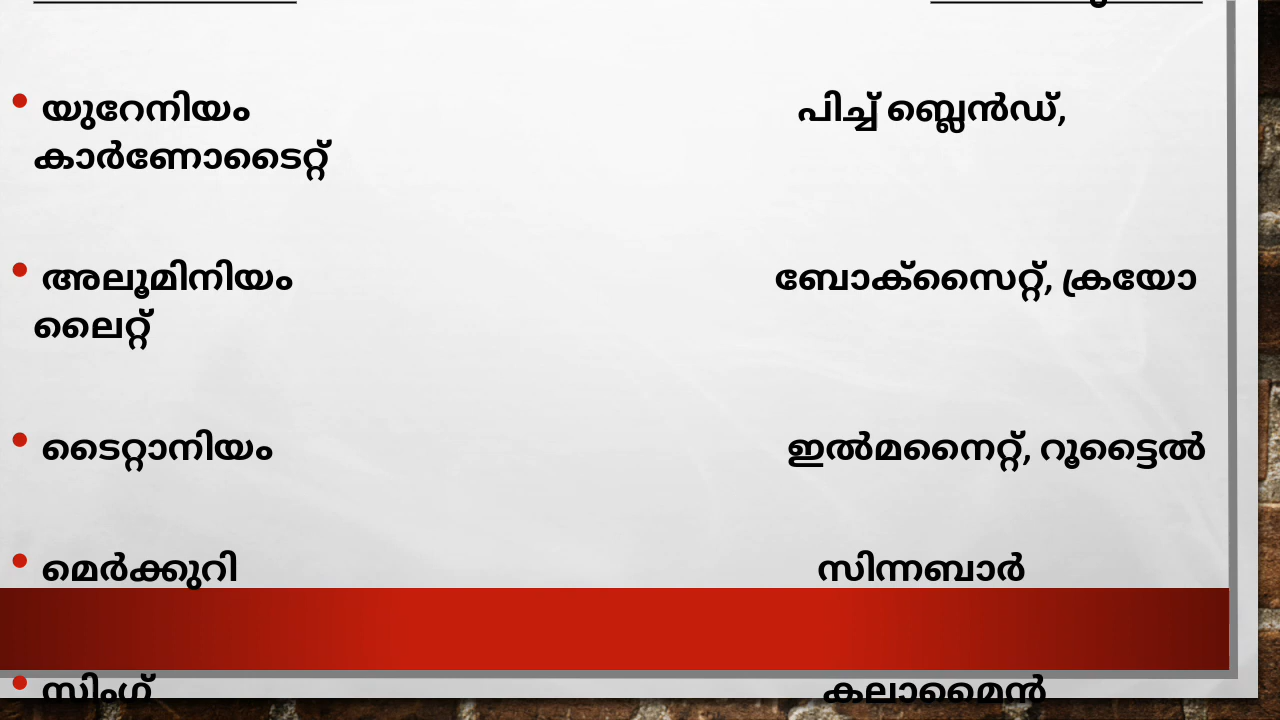 യുറേനിയം പിച്ച് ബ്ലെൻഡ്,
കാർണോടൈറ്റ്
അലൂമിനിയം ബോക്സൈറ്റ്, ക്രയോ
ലൈറ്റ്
ടൈറ്റാനിയം ഇൽമനൈറ്റ്, റൂട്ടൈൽ
മെർക്കുറി സിന്നബാർ
സിംഗ് കലാമൈൻ